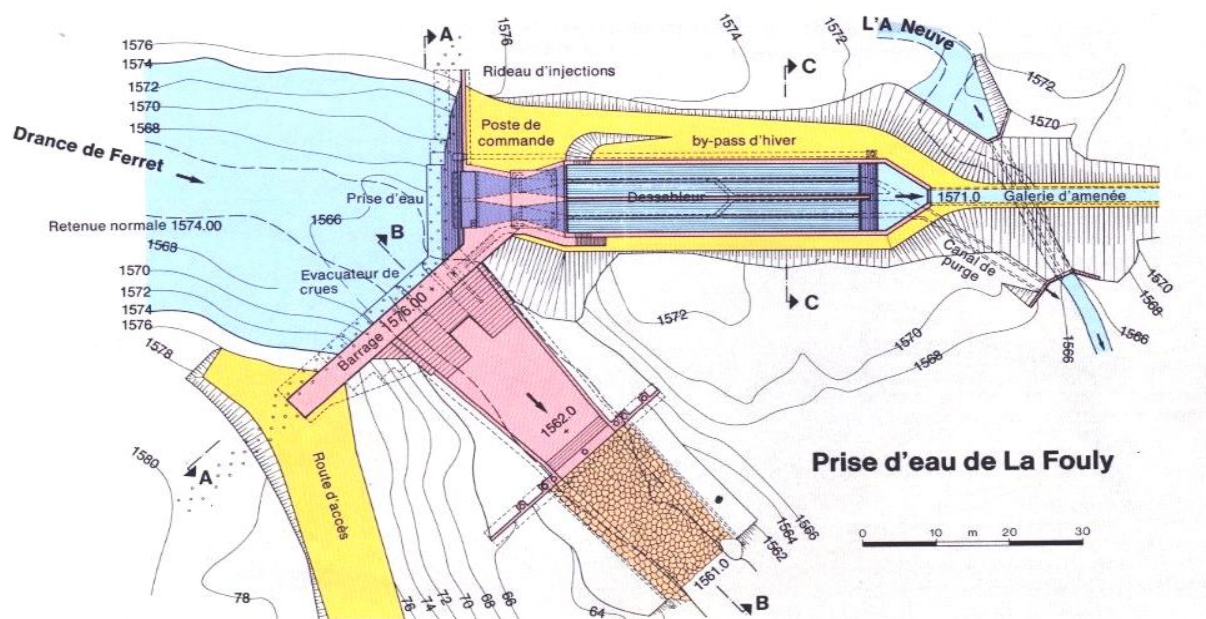 A
1576
1574
1572
1570
1568
Drance de Ferret
Retenue normale 1574.00
1568
1570
1572
1574
1576
1578
1580
A
78
1576
Rideau d'injections
Poste de
commande
Prise d'eau
1566
B
Evacuateur de
crues
Barrage 1576.00
Route d'accès
76
74
72
70
68
66
64
1562.0
1561.0
B
1562
1564
1566
1574
1572
C
by-pass d'hiver
Dessableur
C
1572
1570
1568
L'A Neuve
1572
1570
1571.0
Galerie d'amenée
Canal de
purge
1570
1568
1566
1566
Prise d'eau de La Fouly
0
10
m
20
30